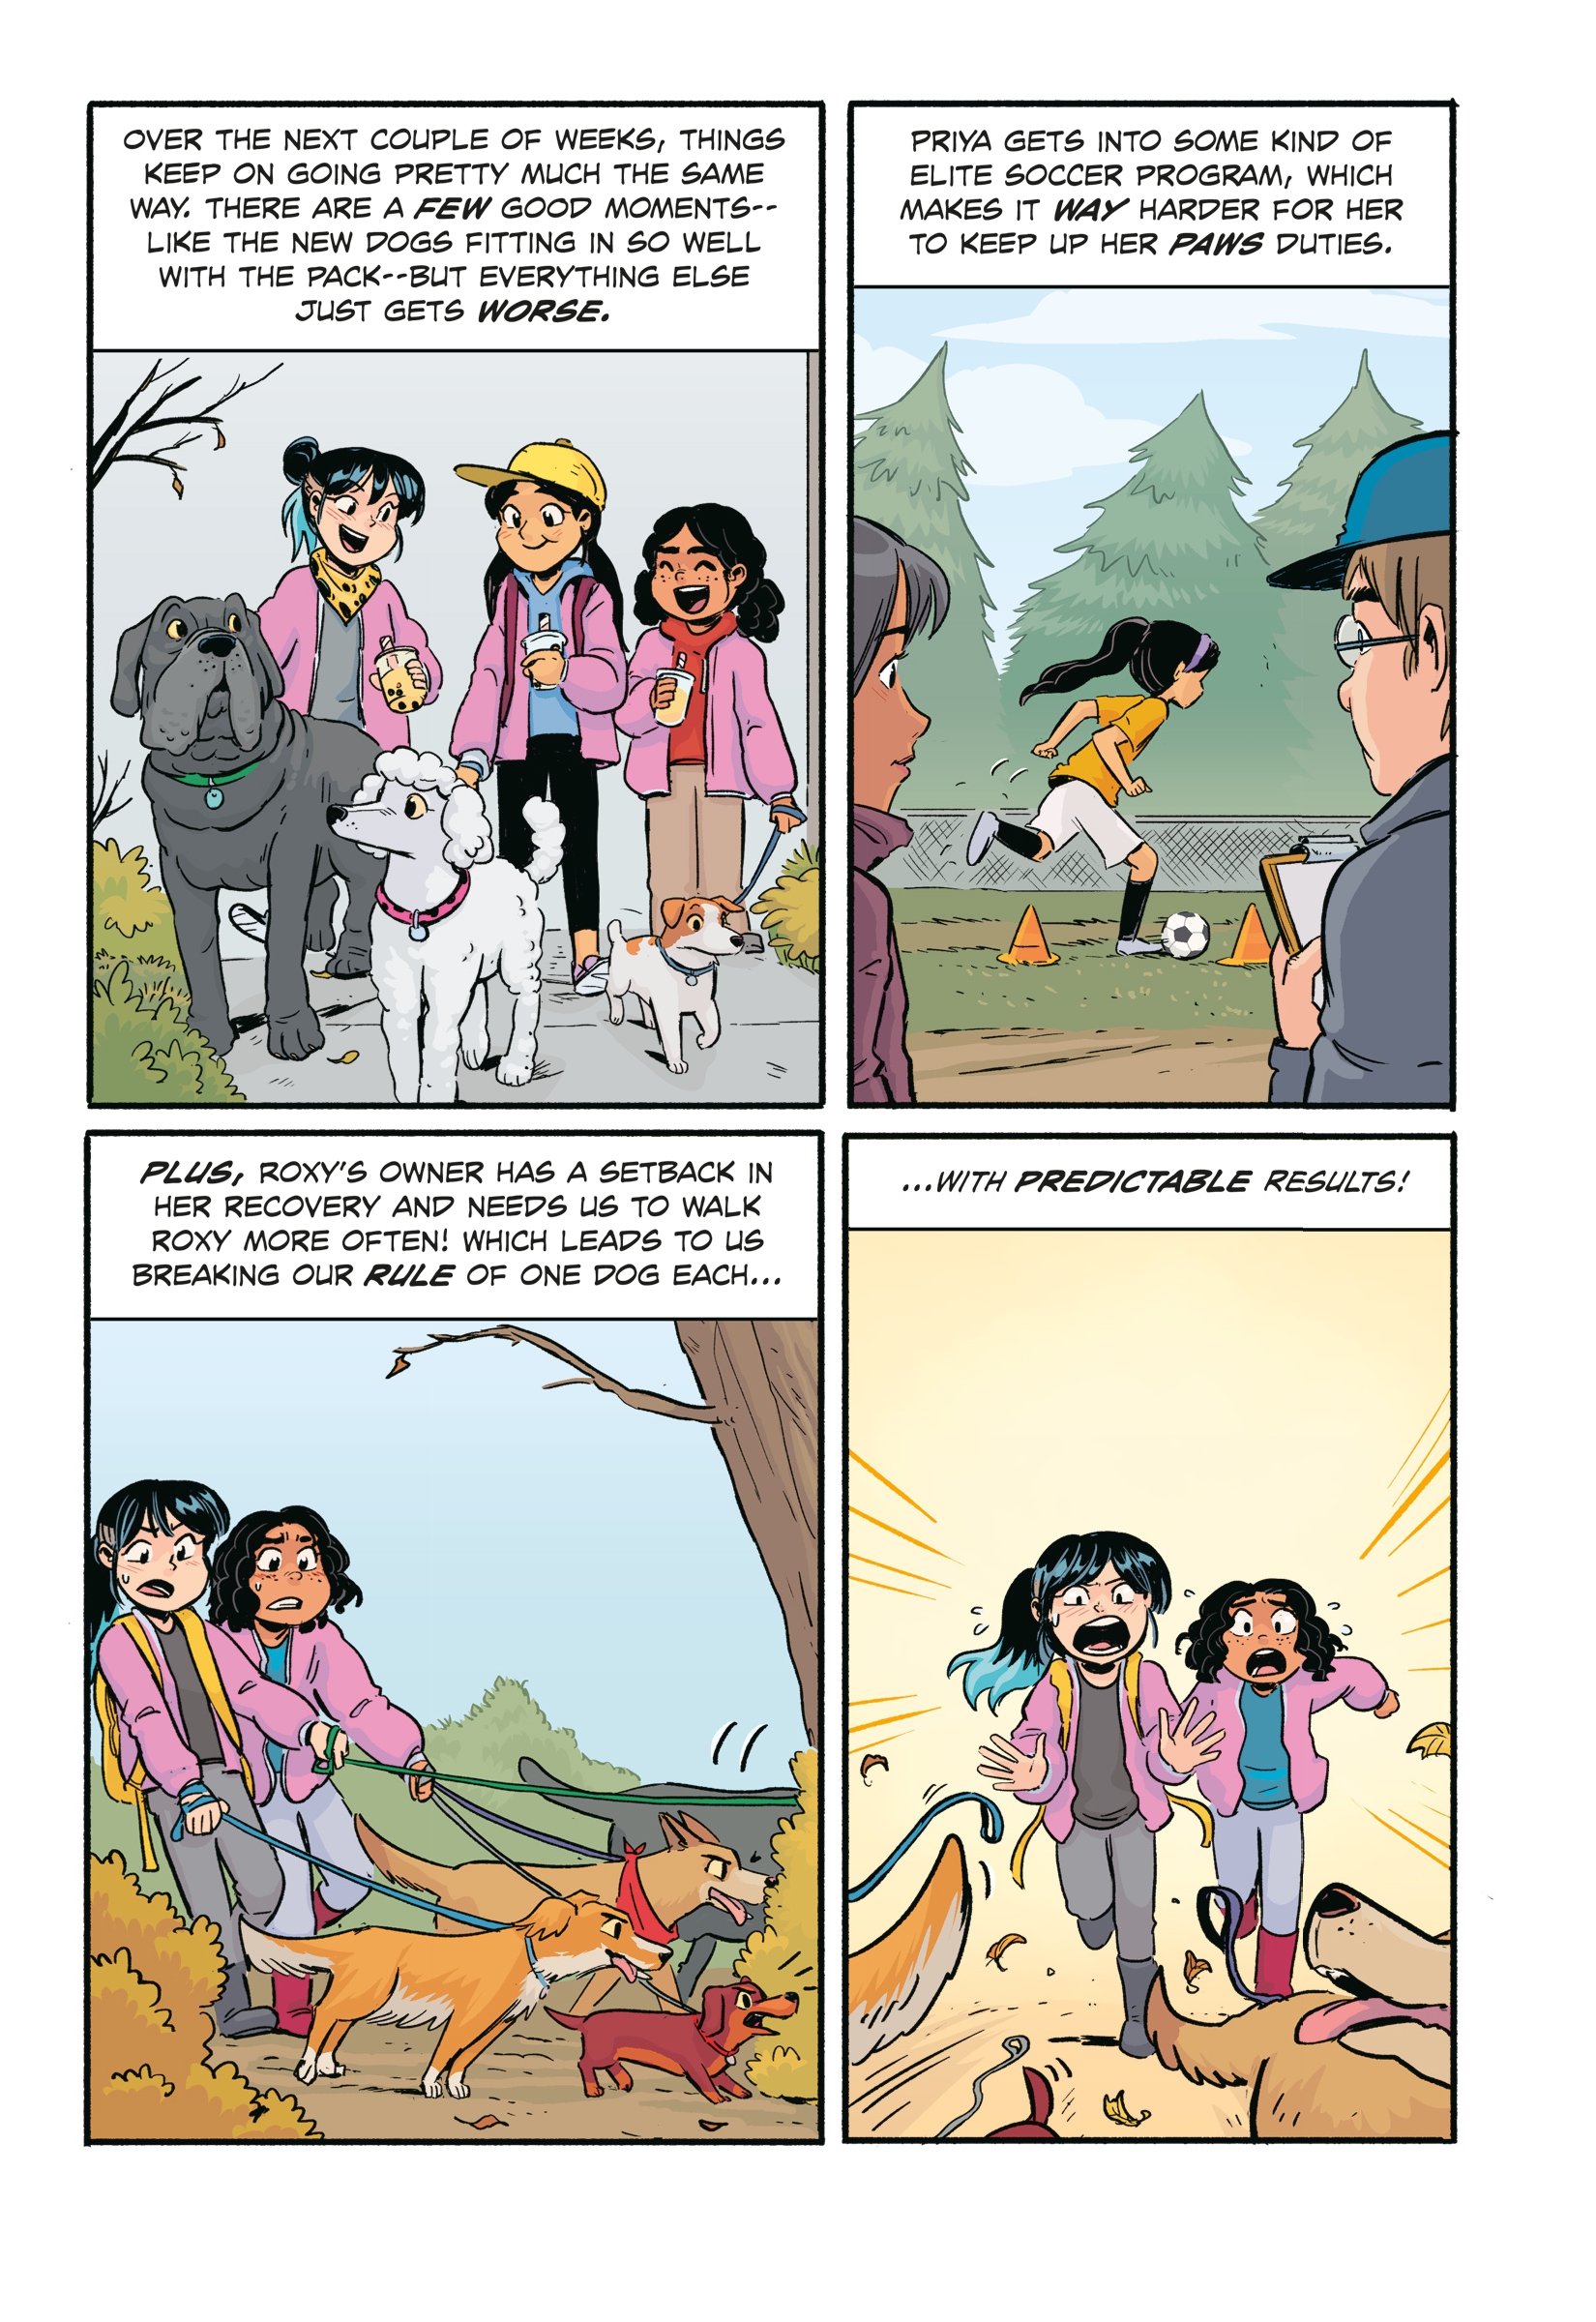 OVER THE NEXT COUPLE OF WEEKS, THINGS
KEEP ON GOING PRETTY MUCH THE SAME
WAY. THERE ARE A FEW GOOD MOMENTS--
LIKE THE NEW DOGS FITTING IN SO WELL
WITH THE PACK--BUT EVERYTHING ELSE
JUST GETS WORSE.
PRIYA GETS INTO SOME KIND OF
ELITE SOCCER PROGRAM, WHICH
MAKES IT WAY HARDER FOR HER
TO KEEP UP HER PAWS DUTIES.
PLUS, ROXY'S OWNER HAS A SETBACK IN
HER RECOVERY AND NEEDS US TO WALK
ROXY MORE OFTEN! WHICH LEADS TO US
BREAKING OUR RULE OF ONE DOG EACH...
...WITH PREDICTABLE RESULTS!